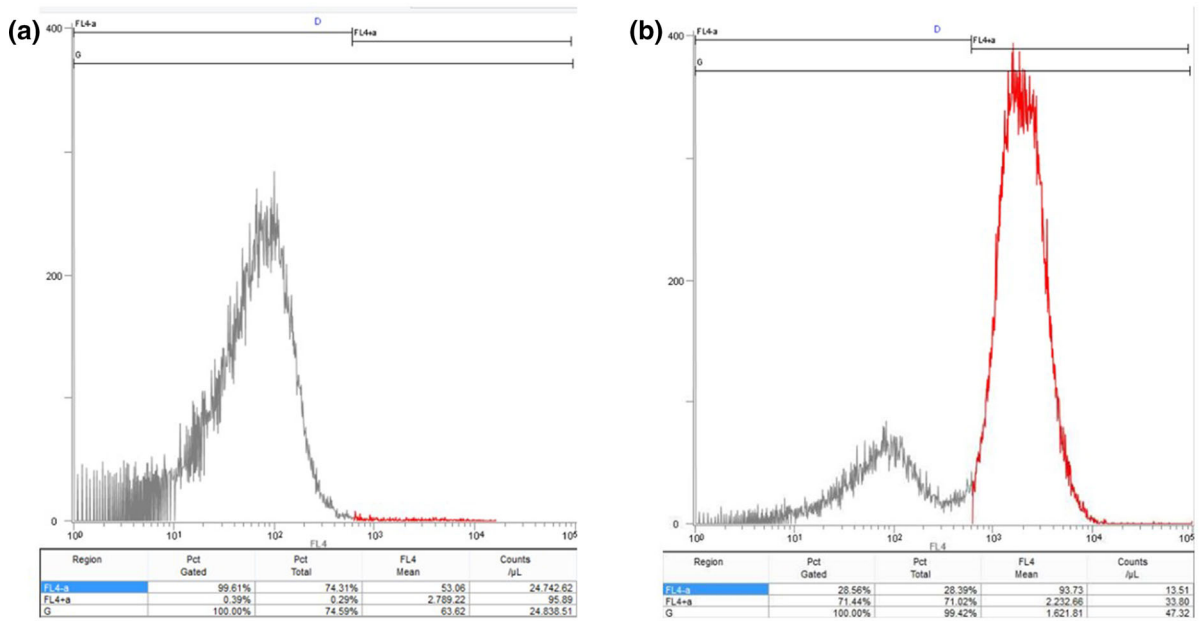 (a)
D
400
FL4-a
FL4+a
G
200
0
10⁰ 10¹ 10² 10³ 10⁴ 10⁵
FL4
Region Pct Gated Pct Total FL4 Mean Counts /µL
FL4-a 99.61% 74.31% 53.06 24.742.62
FL4+a 0.39% 0.29% 2.789.22 95.89
G 100.00% 74.59% 63.62 24.838.51
(b)
D
400
FL4-a
FL4+a
G
200
0
10⁰ 10¹ 10² 10³ 10⁴ 10⁵
FL4
Region Pct Gated Pct Total FL4 Mean Counts /µL
FL4-a 28.56% 28.39% 93.73 13.51
FL4+a 71.44% 71.02% 2.232.66 33.80
G 100.00% 99.42% 1.621.81 47.32